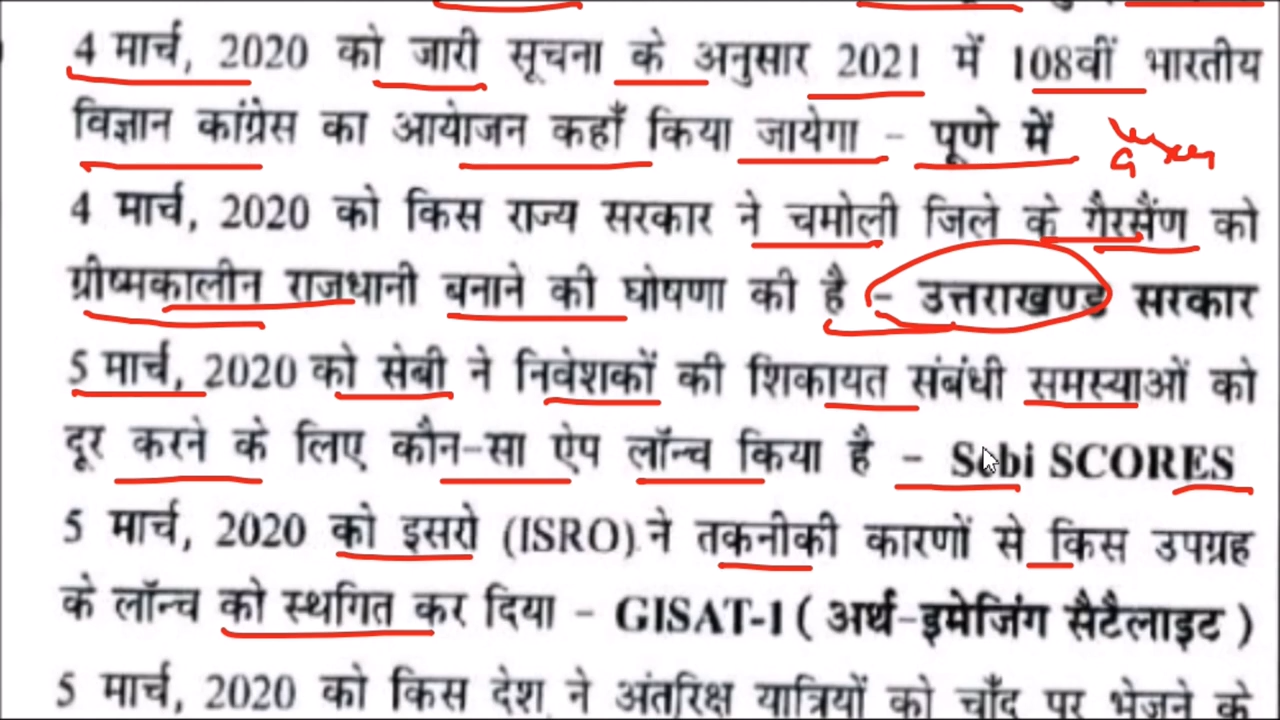 4 मार्च, 2020 को जारी सूचना के अनुसार 2021 में 108वीं भारतीय
विज्ञान कांग्रेस का आयोजन कहाँ किया जायेगा - पूणे में
4 मार्च, 2020 को किस राज्य सरकार ने चमोली जिले के गैरसैंण को
ग्रीष्मकालीन राजधानी बनाने की घोषणा की है - उत्तराखण्ड सरकार
5 मार्च, 2020 को सेबी ने निवेशकों की शिकायत संबंधी समस्याओं को
दूर करने के लिए कौन-सा ऐप लॉन्च किया है - Sebi SCORES
5 मार्च, 2020 को इसरो (ISRO) ने तकनीकी कारणों से किस उपग्रह
के लॉन्च को स्थगित कर दिया - GISAT-1 ( अर्थ-इमेजिंग सैटैलाइट )
5 मार्च, 2020 को किस देश ने अंतरिक्ष यात्रियों को चाँद पर भेजने के